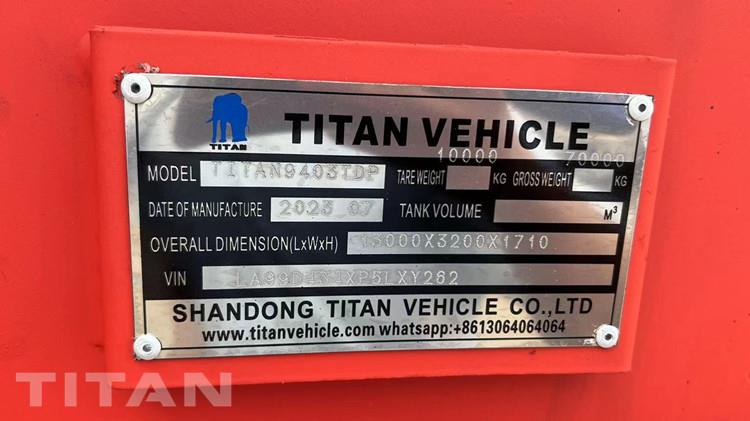 TITAN
TITAN VEHICLE
10000 70000
MODEL TITAN9403TDP TARE WEIGHT KG GROSS WEIGHT KG
DATE OF MANUFACTURE 2023 07 TANK VOLUME M³
OVERALL DIMENSION(LxWxH) 13000X3200X1710
VIN
SHANDONG TITAN VEHICLE CO.,LTD
www.titanvehicle.com whatsapp:+8613064064064
TITAN